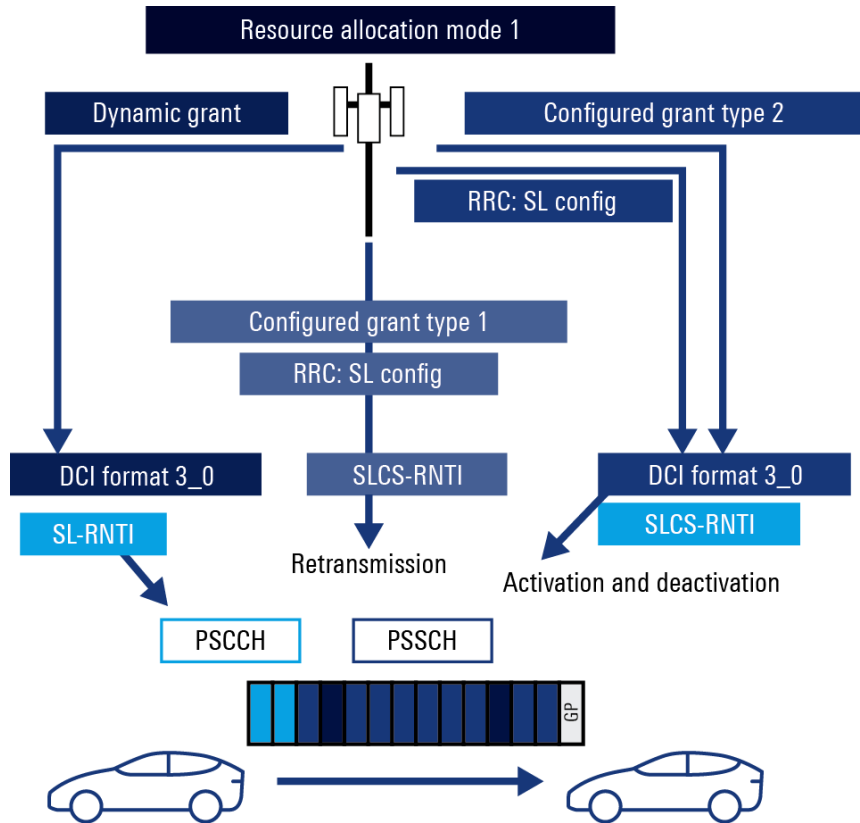 Resource allocation mode 1
Dynamic grant
Configured grant type 2
RRC: SL config
Configured grant type 1
RRC: SL config
DCI format 3_0
SLCS-RNTI
DCI format 3_0
SL-RNTI
SLCS-RNTI
Retransmission
Activation and deactivation
PSCCH
PSSCH
GP